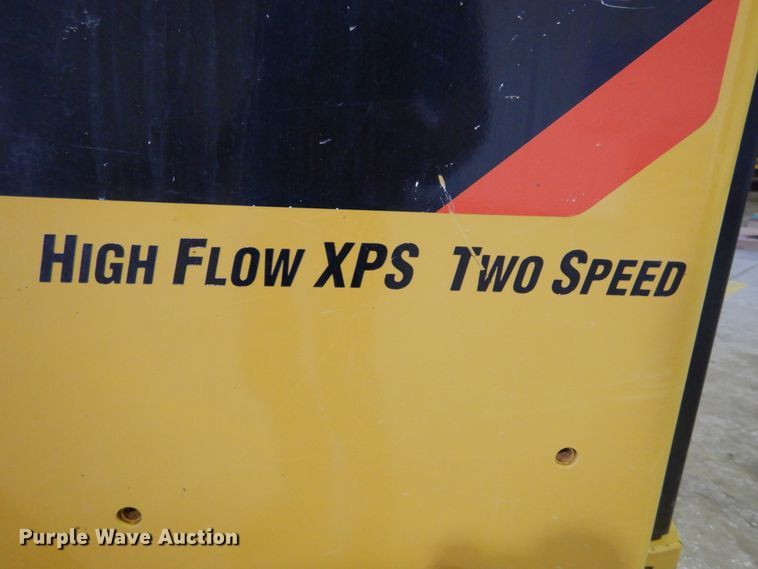 HIGH FLOW XPS TWO SPEED
Purple Wave Auction